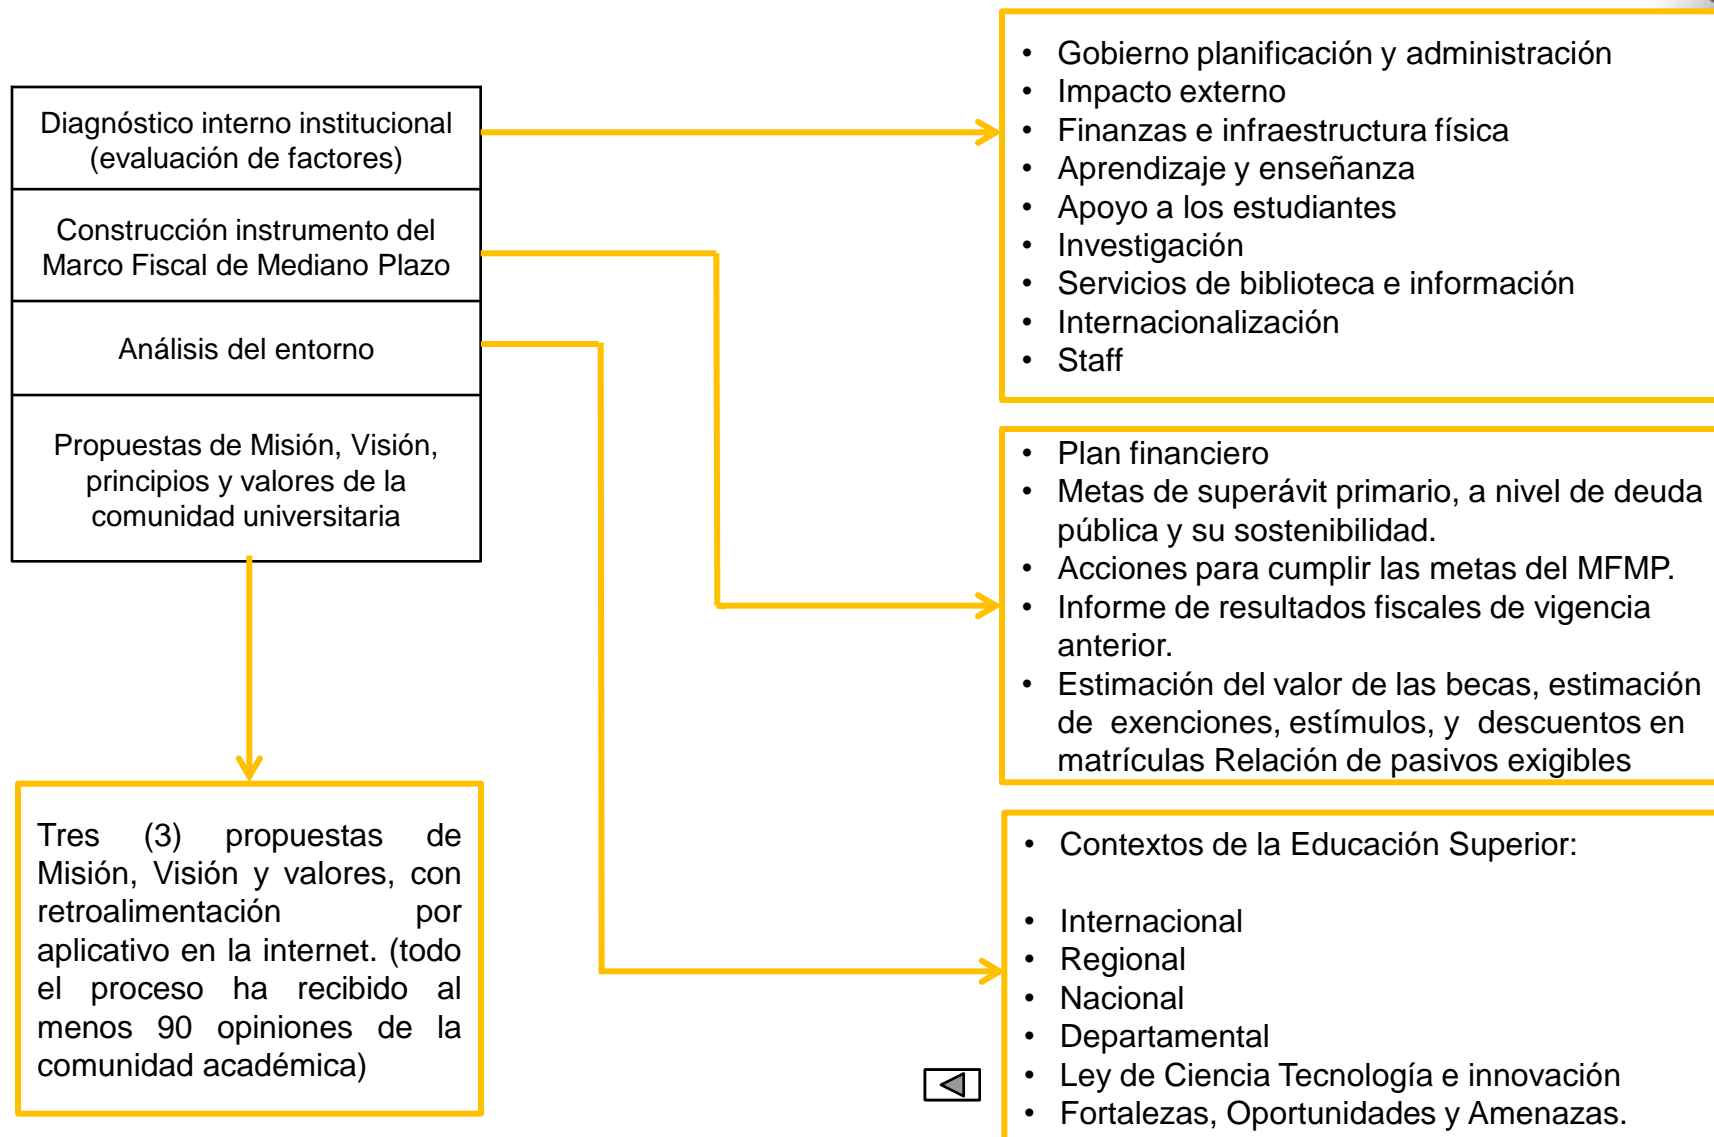 Diagnóstico interno institucional
(evaluación de factores)
Construcción instrumento del
Marco Fiscal de Mediano Plazo
Análisis del entorno
Propuestas de Misión, Visión,
principios y valores de la
comunidad universitaria
Tres (3) propuestas de
Misión, Visión y valores, con
retroalimentación por
aplicativo en la internet. (todo
el proceso ha recibido al
menos 90 opiniones de la
comunidad académica)
• Gobierno planificación y administración
• Impacto externo
• Finanzas e infraestructura física
• Aprendizaje y enseñanza
• Apoyo a los estudiantes
• Investigación
• Servicios de biblioteca e información
• Internacionalización
• Staff
• Plan financiero
• Metas de superávit primario, a nivel de deuda
pública y su sostenibilidad.
• Acciones para cumplir las metas del MFMP.
• Informe de resultados fiscales de vigencia
anterior.
• Estimación del valor de las becas, estimación
de exenciones, estímulos, y descuentos en
matrículas Relación de pasivos exigibles
• Contextos de la Educación Superior:
• Internacional
• Regional
• Nacional
• Departamental
• Ley de Ciencia Tecnología e innovación
• Fortalezas, Oportunidades y Amenazas.